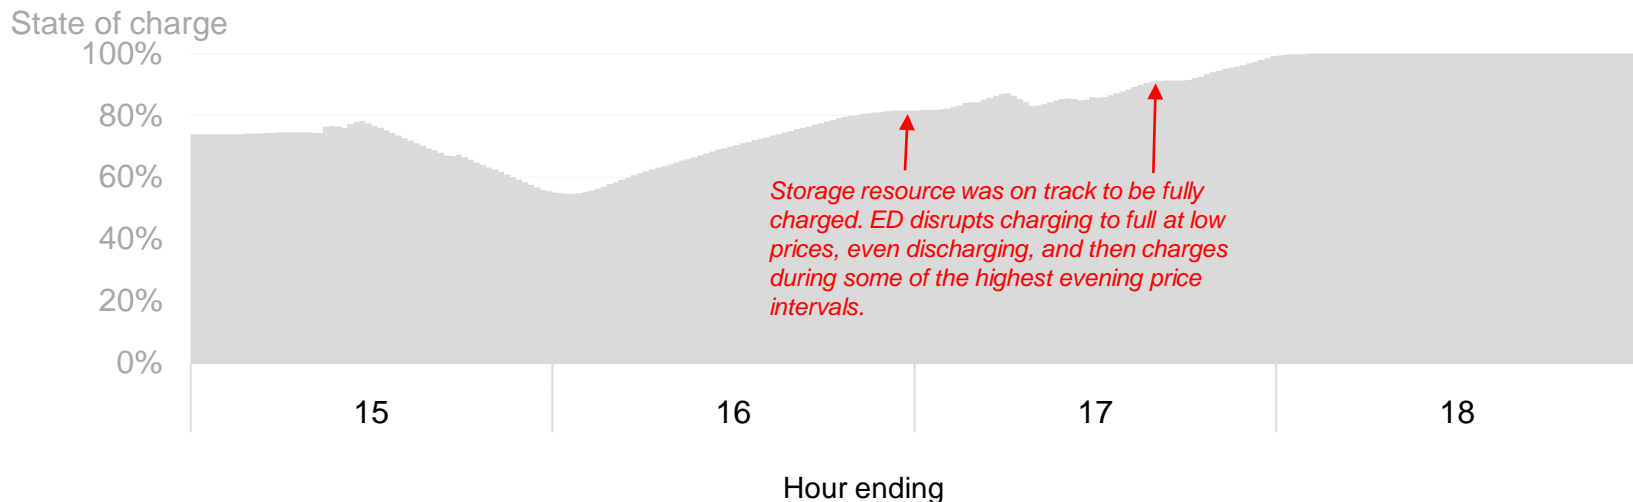 State of charge
100%
80%
60%
40%
20%
0%
Storage resource was on track to be fully
charged. ED disrupts charging to full at low
prices, even discharging, and then charges
during some of the highest evening price
intervals.
15
16
17
18
Hour ending